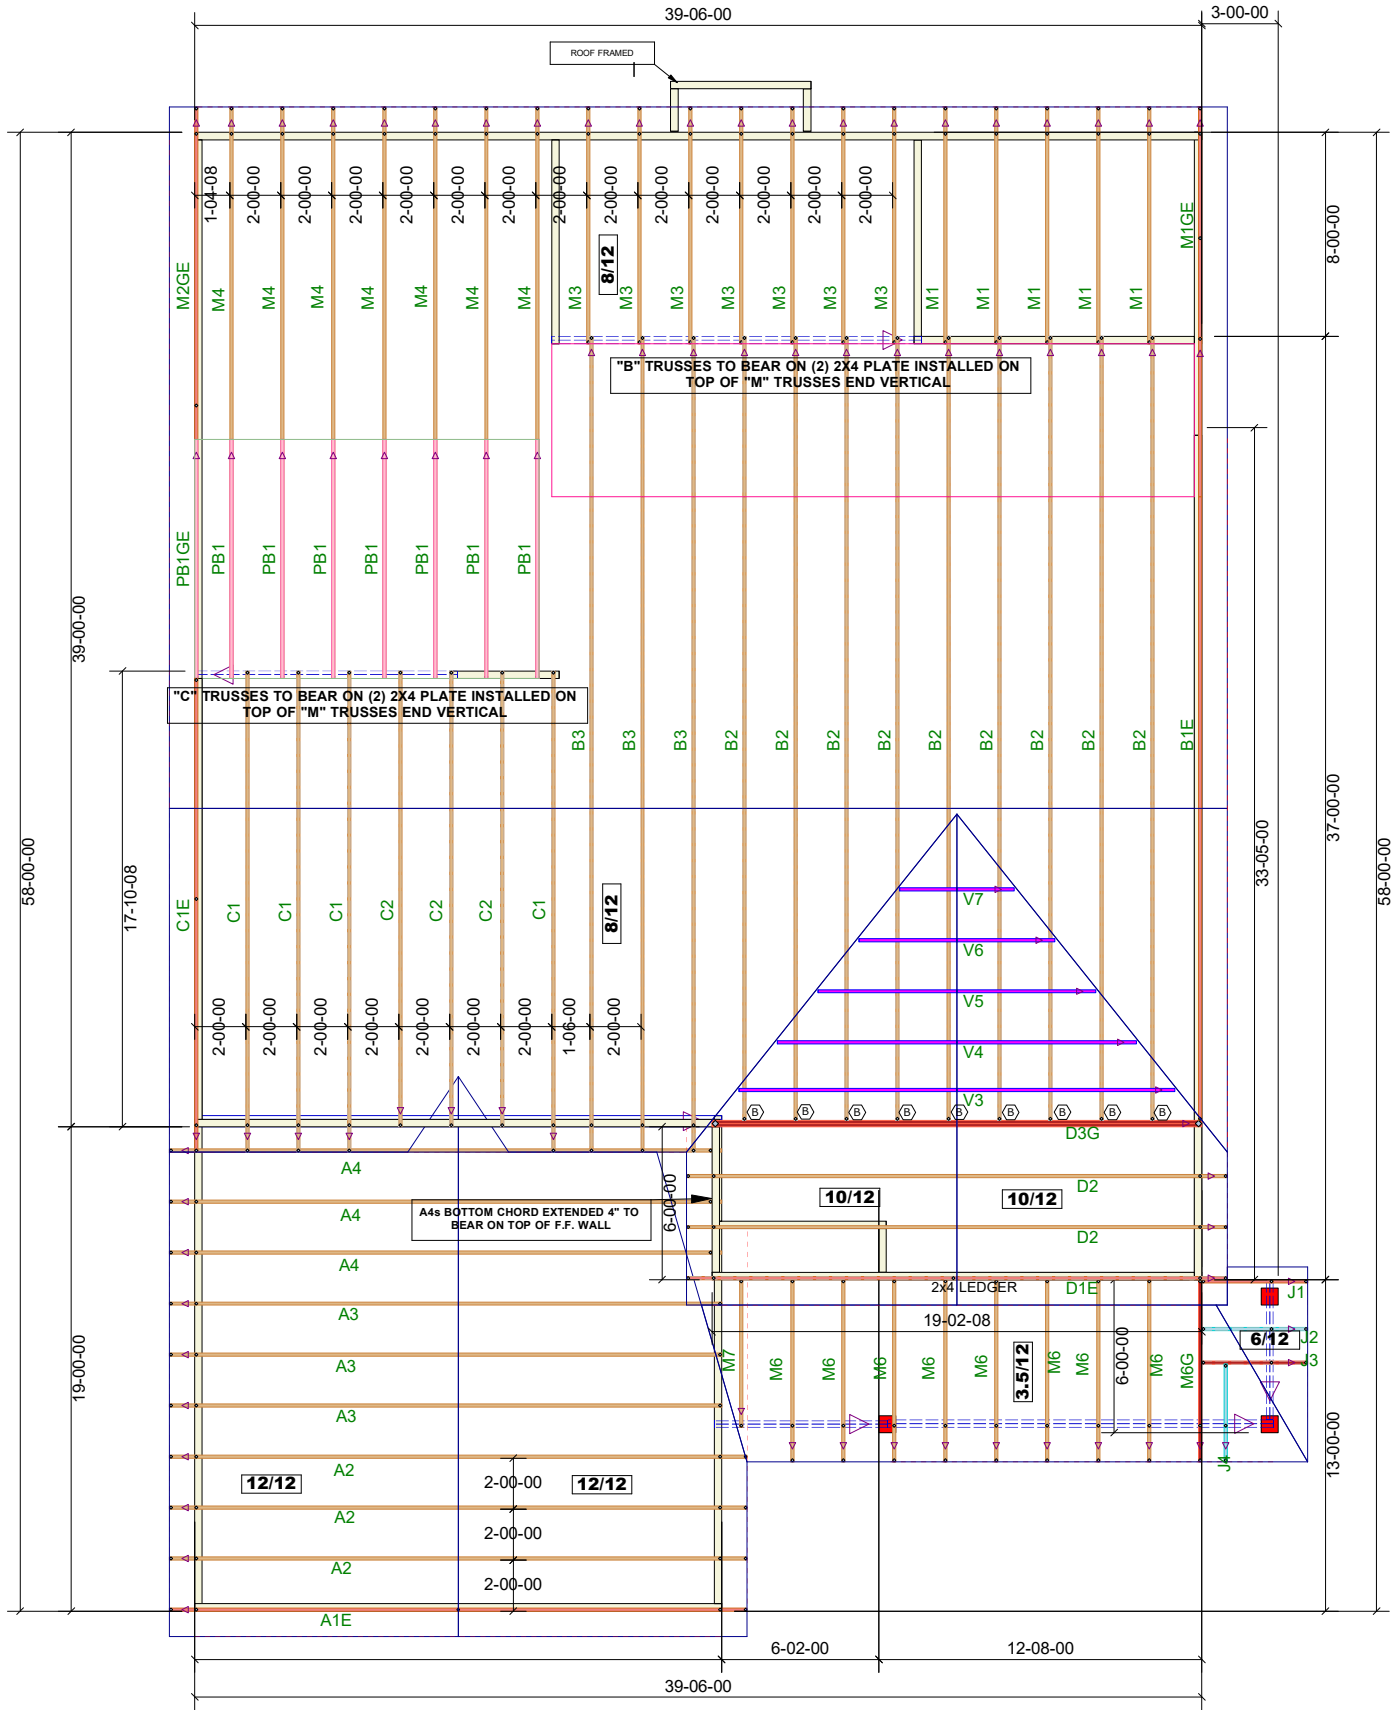 39-06-00
3-00-00
ROOF FRAMED
1-04-08
2-00-00
2-00-00
2-00-00
2-00-00
2-00-00
2-00-00
2-00-00
2-00-00
2-00-00
2-00-00
2-00-00
2-00-00
2-00-00
8/12
M2GE
M4
M4
M4
M4
M4
M4
M4
M3
M3
M3
M3
M3
M3
M3
M1
M1
M1
M1
M1
M1GE
8-00-00
"B" TRUSSES TO BEAR ON (2) 2X4 PLATE INSTALLED ON
TOP OF "M" TRUSSES END VERTICAL
PB1GE
PB1
PB1
PB1
PB1
PB1
PB1
PB1
39-00-00
"C" TRUSSES TO BEAR ON (2) 2X4 PLATE INSTALLED ON
TOP OF "M" TRUSSES END VERTICAL
B3
B3
B3
B2
B2
B2
B2
B2
B2
B2
B2
B2
B1E
37-00-00
33-05-00
58-00-00
17-10-08
58-00-00
C1E
C1
C1
C1
C2
C2
C2
C1
8/12
V7
V6
V5
V4
V3
2-00-00
2-00-00
2-00-00
2-00-00
2-00-00
2-00-00
2-00-00
1-06-00
2-00-00
B
B
B
B
B
B
B
B
B
D3G
A4
A4
A4
A3
A3
A3
A2
A2
A2
A1E
A4s BOTTOM CHORD EXTENDED 4" TO
BEAR ON TOP OF F.F. WALL
6-00-00
10/12
10/12
D2
D2
2x4 LEDGER
D1E
19-02-08
J1
J2
J3
J4
6/12
M7
M6
M6
M6
M6
M6
3.5/12
M6
M6
6-00-00
M6
M6G
19-00-00
13-00-00
12/12
12/12
2-00-00
2-00-00
2-00-00
6-02-00
12-08-00
39-06-00